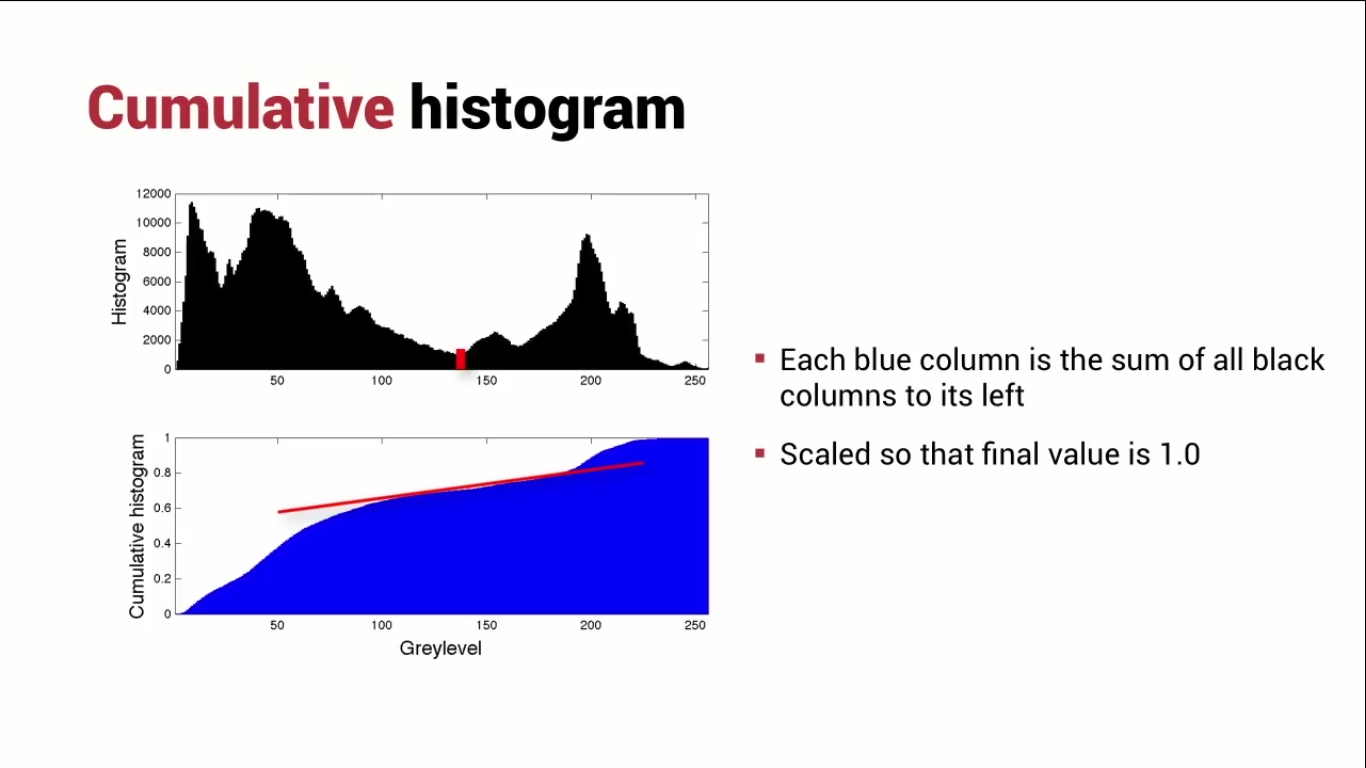 Cumulative histogram
12000
10000
8000
6000
4000
2000
0
Histogram
50 100 150 200 250
1
0.8
0.6
0.4
0.2
0
Cumulative histogram
50 100 150 200 250
Greylevel
Each blue column is the sum of all black
columns to its left
Scaled so that final value is 1.0